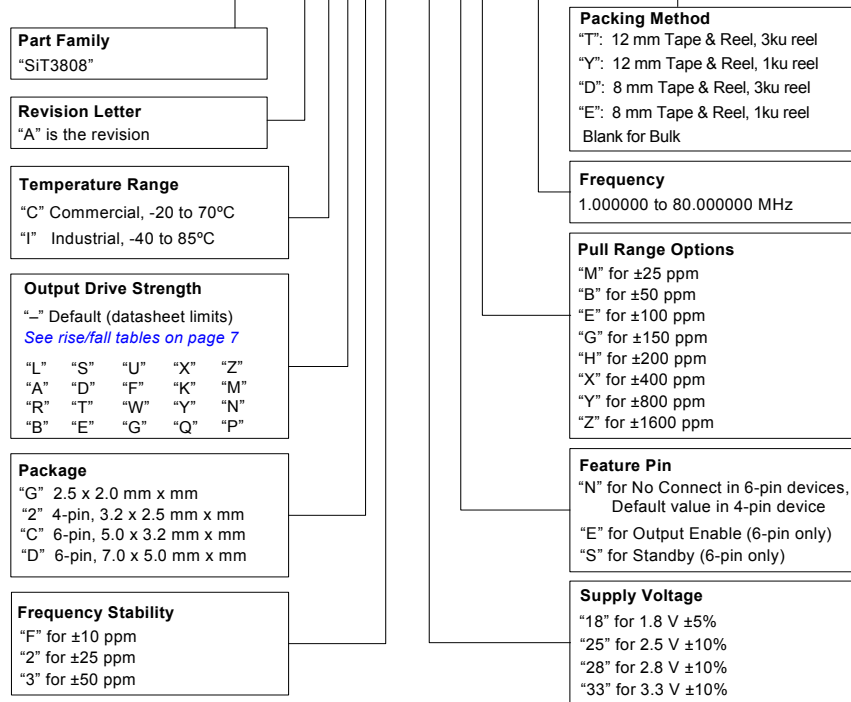 Part Family
“SiT3808”
Revision Letter
“A” is the revision
Temperature Range
“C” Commercial, -20 to 70ºC
“I” Industrial, -40 to 85ºC
Output Drive Strength
“–” Default (datasheet limits)
See rise/fall tables on page 7
“L” “S” “U” “X” “Z”
“A” “D” “F” “K” “M”
“R” “T” “W” “Y” “N”
“B” “E” “G” “Q” “P”
Package
“G” 2.5 x 2.0 mm x mm
“2” 4-pin, 3.2 x 2.5 mm x mm
“C” 6-pin, 5.0 x 3.2 mm x mm
“D” 6-pin, 7.0 x 5.0 mm x mm
Frequency Stability
“F” for ±10 ppm
“2” for ±25 ppm
“3” for ±50 ppm
Packing Method
“T”: 12 mm Tape & Reel, 3ku reel
“Y”: 12 mm Tape & Reel, 1ku reel
“D”: 8 mm Tape & Reel, 3ku reel
“E”: 8 mm Tape & Reel, 1ku reel
Blank for Bulk
Frequency
1.000000 to 80.000000 MHz
Pull Range Options
“M” for ±25 ppm
“B” for ±50 ppm
“E” for ±100 ppm
“G” for ±150 ppm
“H” for ±200 ppm
“X” for ±400 ppm
“Y” for ±800 ppm
“Z” for ±1600 ppm
Feature Pin
“N” for No Connect in 6-pin devices,
Default value in 4-pin device
“E” for Output Enable (6-pin only)
“S” for Standby (6-pin only)
Supply Voltage
“18” for 1.8 V ±5%
“25” for 2.5 V ±10%
“28” for 2.8 V ±10%
“33” for 3.3 V ±10%